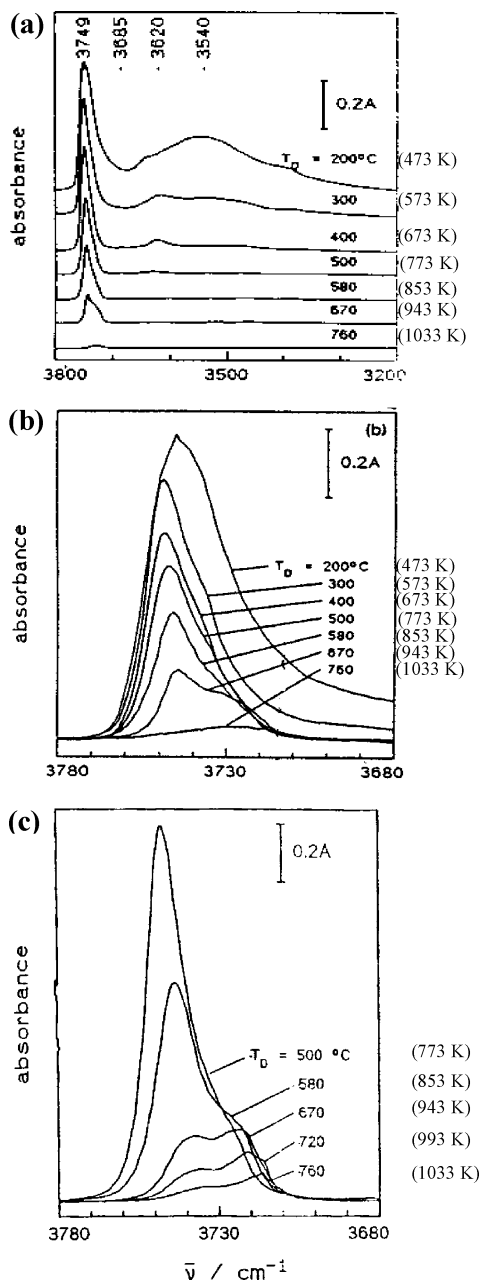 (a)
3749 3685 3620 3540
0.2A
T_D = 200°C (473 K)
300 (573 K)
400 (673 K)
500 (773 K)
580 (853 K)
670 (943 K)
760 (1033 K)
absorbance
3800 3500 3200
(b)
(b)
0.2A
T_D = 200°C (473 K)
300 (573 K)
400 (673 K)
500 (773 K)
580 (853 K)
670 (943 K)
760 (1033 K)
absorbance
3780 3730 3680
(c)
0.2A
T_D = 500 °C (773 K)
580 (853 K)
670 (943 K)
720 (993 K)
760 (1033 K)
absorbance
3780 3730 3680
ν̄ / cm⁻¹